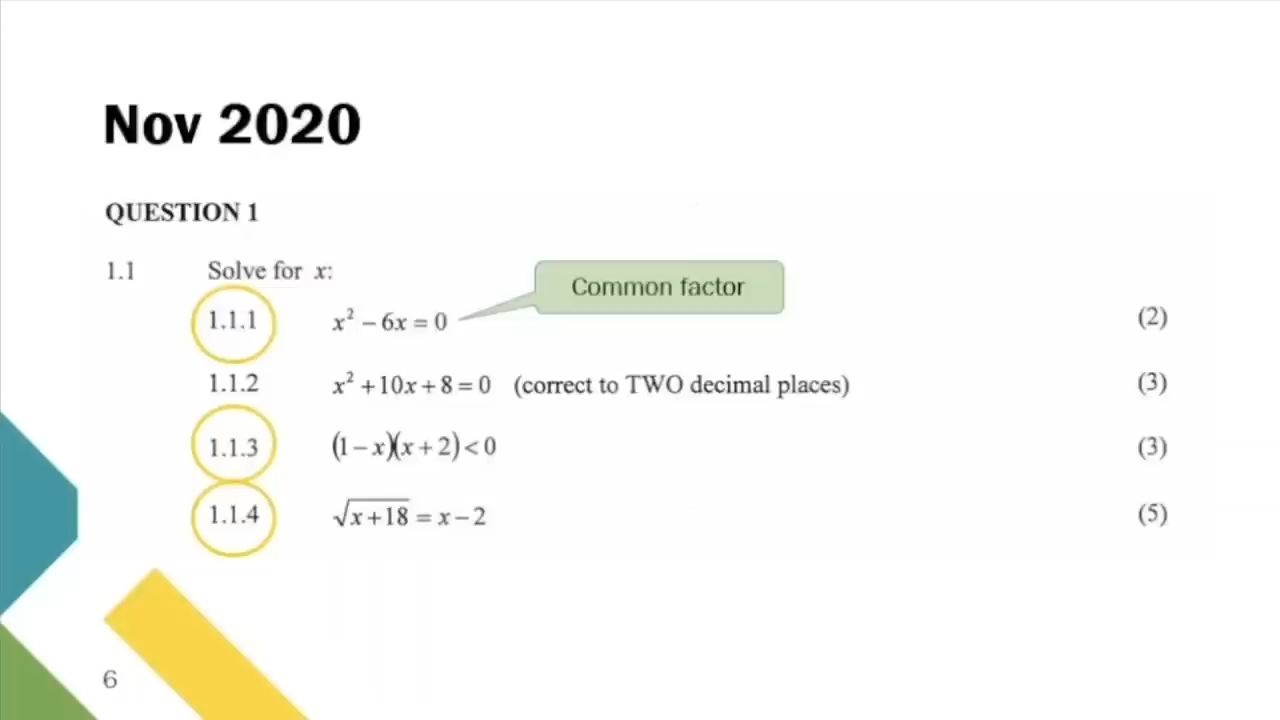 Nov 2020
QUESTION 1
1.1 Solve for x:
Common factor
1.1.1 x² – 6x = 0 (2)
1.1.2 x² + 10x + 8 = 0 (correct to TWO decimal places) (3)
1.1.3 (1 – x)(x + 2) < 0 (3)
1.1.4 √(x+18) = x – 2 (5)
6